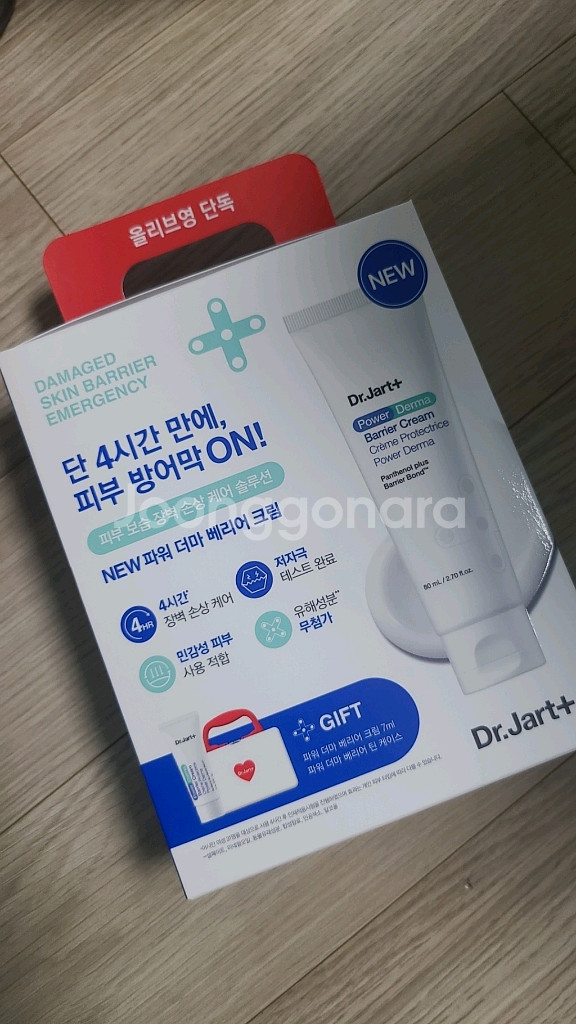 올리브영 단독
NEW
DAMAGED
SKIN BARRIER
EMERGENCY
단 4시간 만에,
피부 방어막 ON!
피부 보습 장벽 손상 케어 솔루션
NEW 파워 더마 베리어 크림
4HR
4시간*
장벽 손상 케어
저자극
테스트 완료
민감성 피부
사용 적합
유해성분**
무첨가
Dr.Jart+
Power Derma
Barrier Cream
Crème Protectrice
Power Derma
Panthenol plus
Barrier Bond™
80 mL / 2.70 fl.oz.
Joonggonara
GIFT
파워 더마 베리어 크림 7ml
파워 더마 베리어 틴 케이스
Dr.Jart+
Dr.Jart+
Dr.Jart+